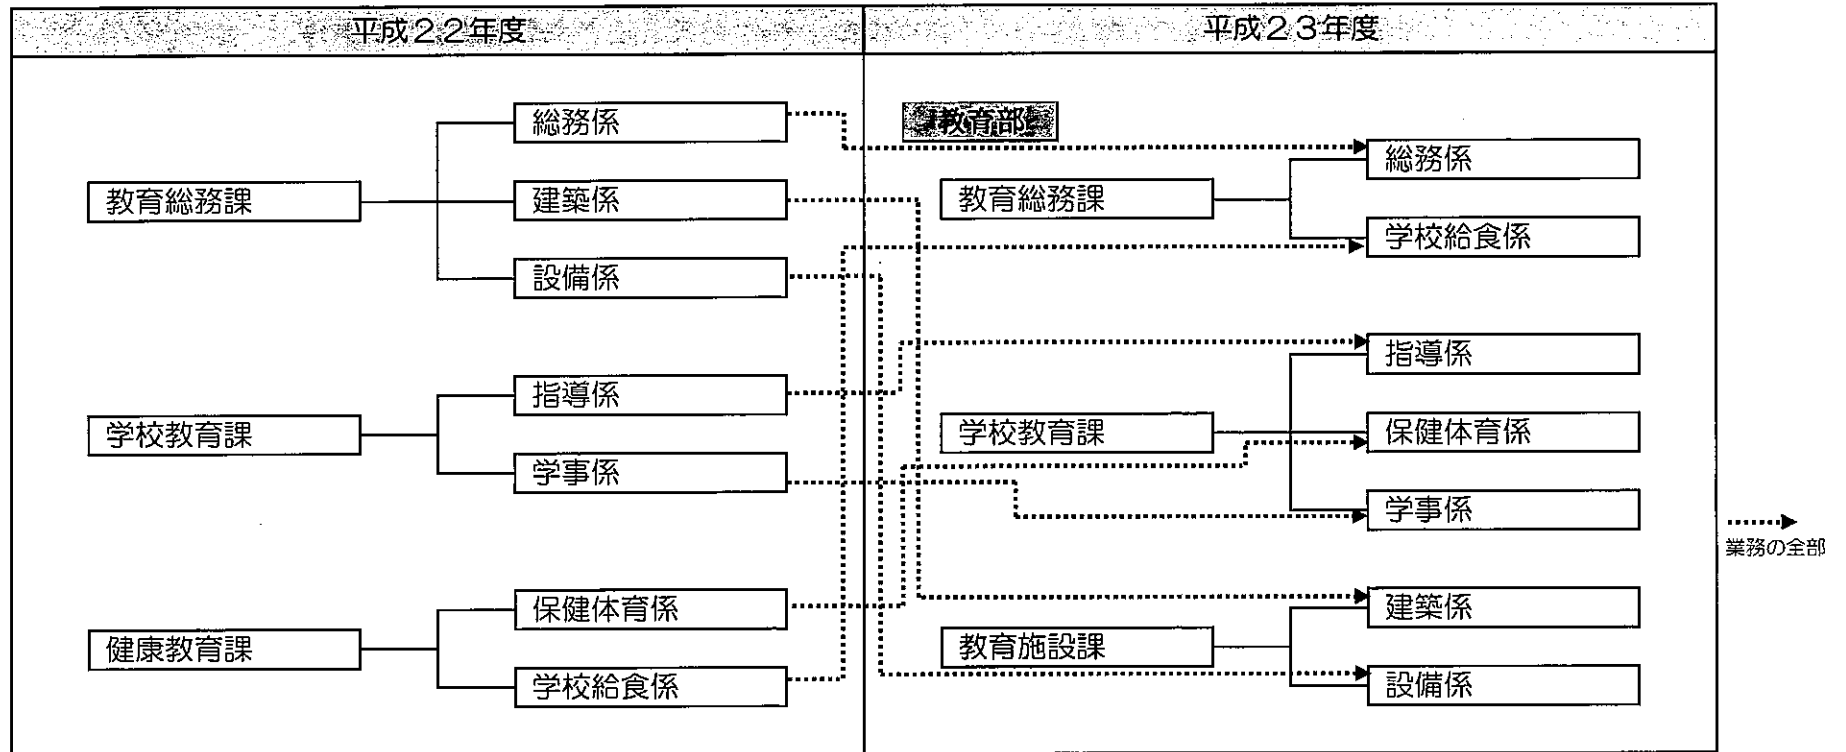 平成22年度
総務係
教育総務課
建築係
設備係
指導係
学校教育課
学事係
保健体育係
健康教育課
学校給食係
平成23年度
教育部
総務係
教育総務課
学校給食係
指導係
学校教育課
保健体育係
学事係
建築係
教育施設課
設備係
業務の全部